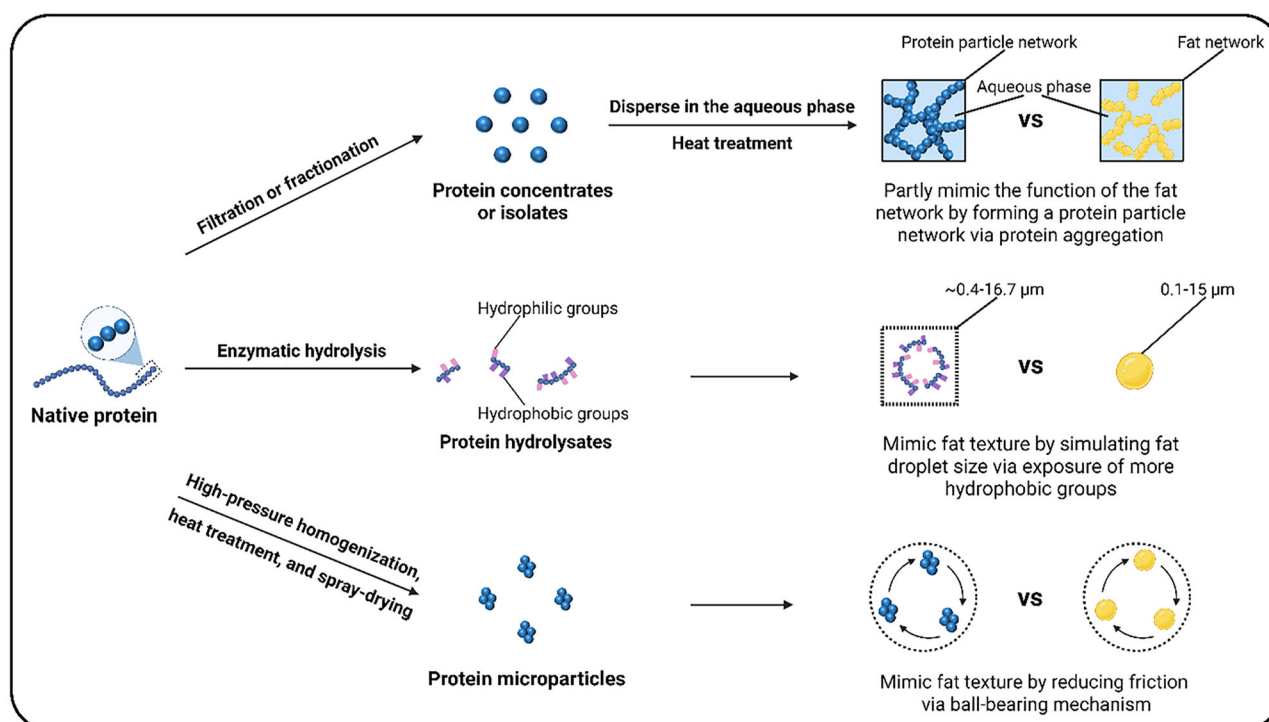 Protein particle network
Fat network
Aqueous phase
Disperse in the aqueous phase
Heat treatment
vs
Filtration or fractionation
Protein concentrates
or isolates
Partly mimic the function of the fat
network by forming a protein particle
network via protein aggregation
~0.4-16.7 μm
0.1-15 μm
Hydrophilic groups
Enzymatic hydrolysis
vs
Native protein
Hydrophobic groups
Protein hydrolysates
Mimic fat texture by simulating fat
droplet size via exposure of more
hydrophobic groups
High-pressure homogenization,
heat treatment, and spray-drying
vs
Protein microparticles
Mimic fat texture by reducing friction
via ball-bearing mechanism